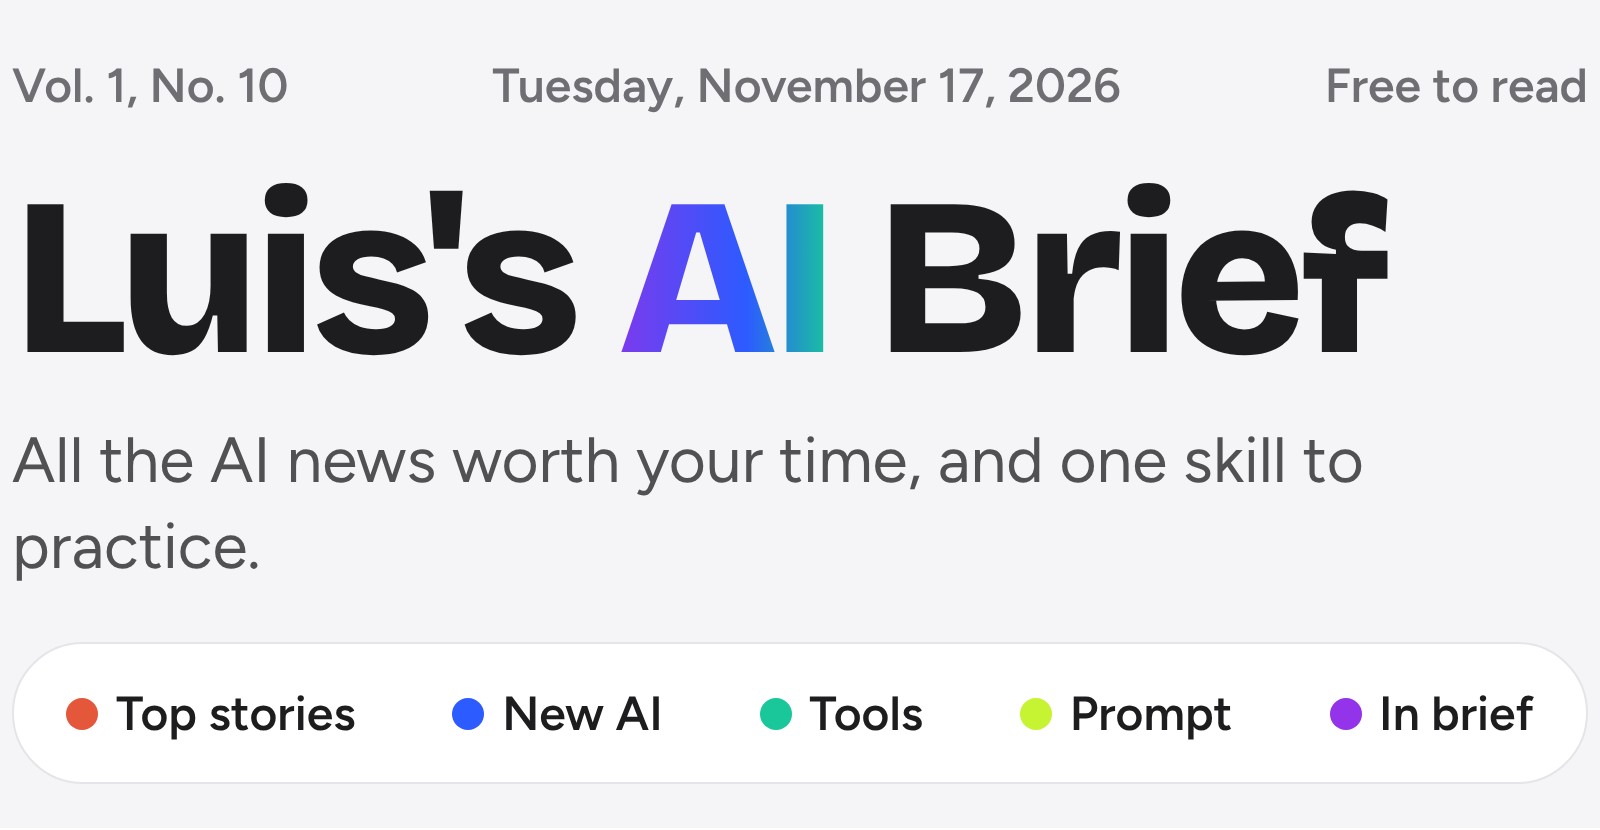 Vol. 1, No. 10 Tuesday, November 17, 2026 Free to read
Luis's AI Brief
All the AI news worth your time, and one skill to
practice.
Top stories New AI Tools Prompt In brief